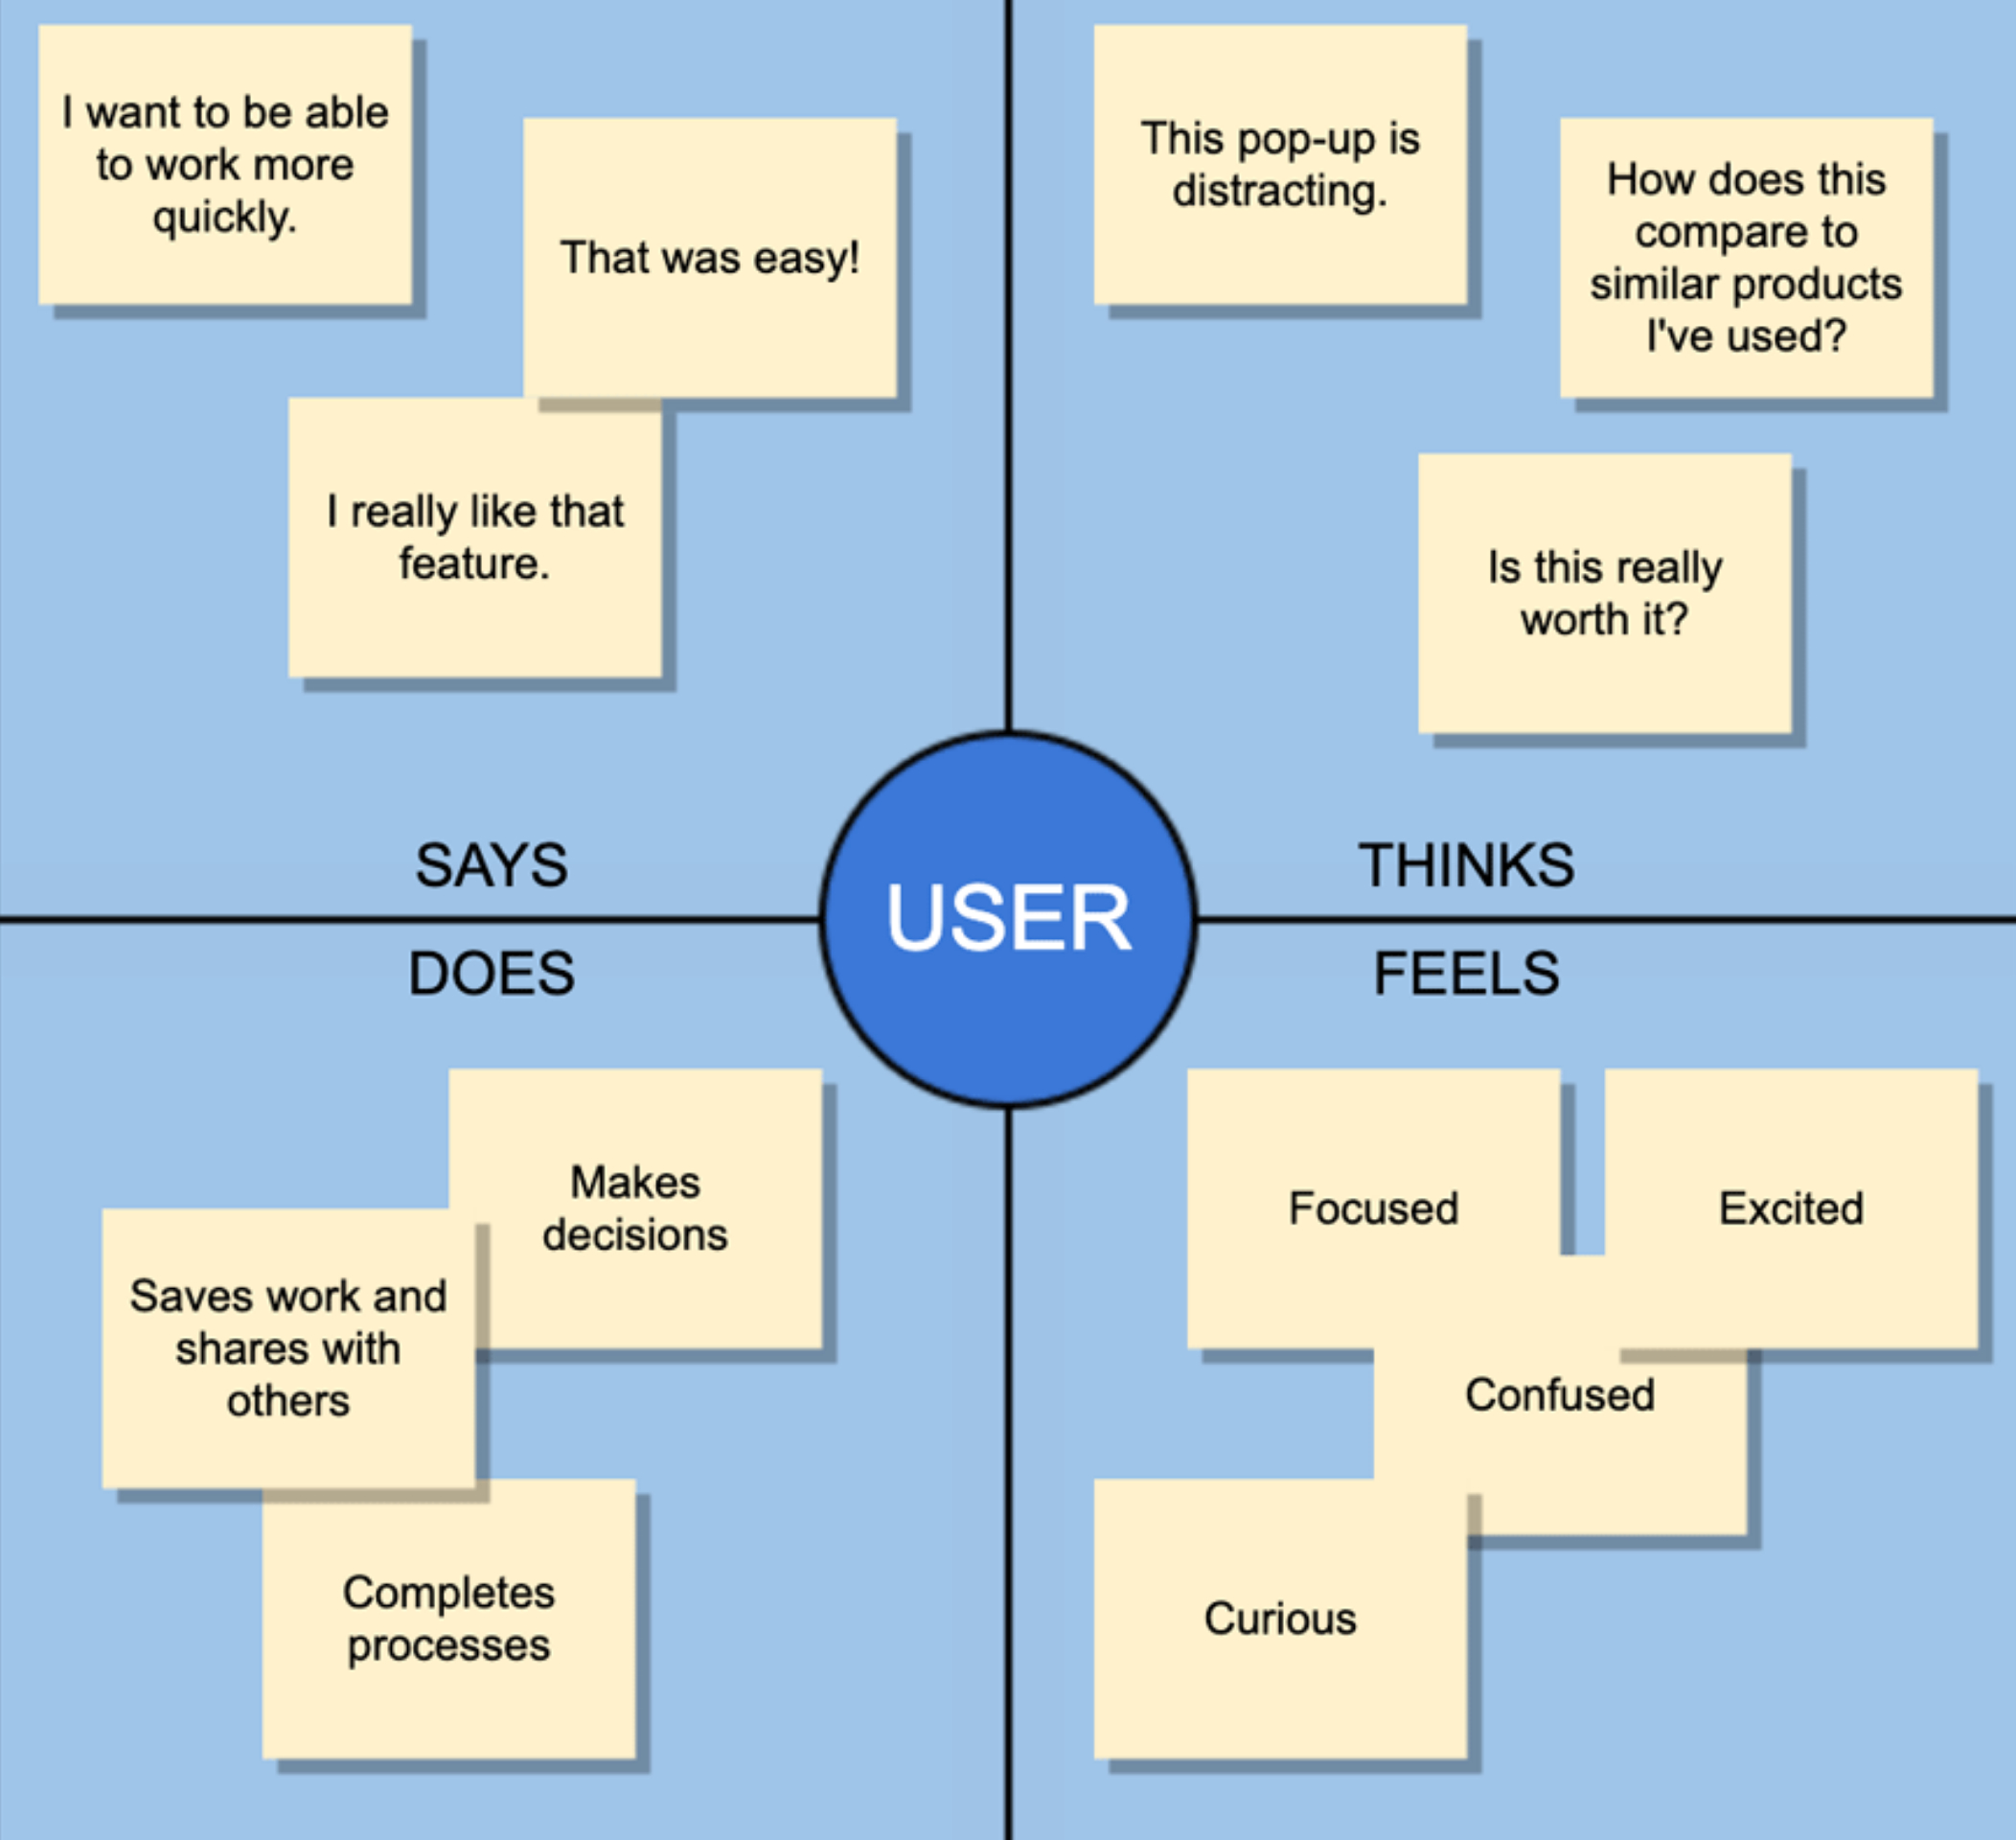 I want to be able
to work more
quickly.
That was easy!
I really like that
feature.
SAYS
This pop-up is
distracting.
How does this
compare to
similar products
I've used?
Is this really
worth it?
THINKS
USER
DOES
Makes
decisions
Saves work and
shares with
others
Completes
processes
FEELS
Focused
Excited
Confused
Curious